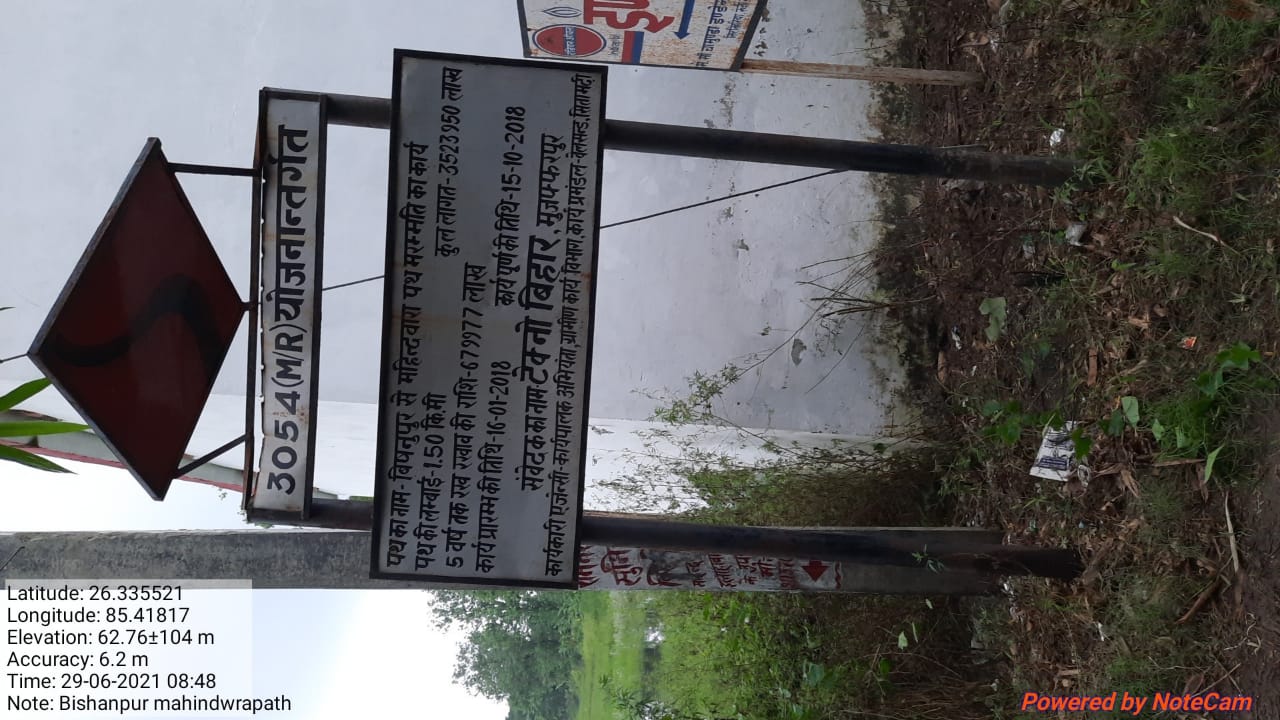 3054(M/R)योजनान्तर्गत
पथ का नाम- विषनुपुर से महिन्दवारा पथ मरम्मति का कार्य
पथ की लम्बाई-1.50 कि.मी कुल लागत-3523950 लाख
5 वर्ष तक रख रखाव की राशि-679977 लाख
कार्य प्रारम्भ की तिथि-16-01-2018 कार्य पूर्ण की तिथि-15-10-2018
संवेदक का नाम टेक्नो बिहार, मुजफ्फरपुर
कार्यकारी एजेन्सी-कार्यपालक अभियंता, ग्रामीण कार्य विभाग, कार्य प्रमंडल-बेलसन्ड, सितामढ़ी
Latitude: 26.335521
Longitude: 85.41817
Elevation: 62.76±104 m
Accuracy: 6.2 m
Time: 29-06-2021 08:48
Note: Bishanpur mahindwrapath
Powered by NoteCam